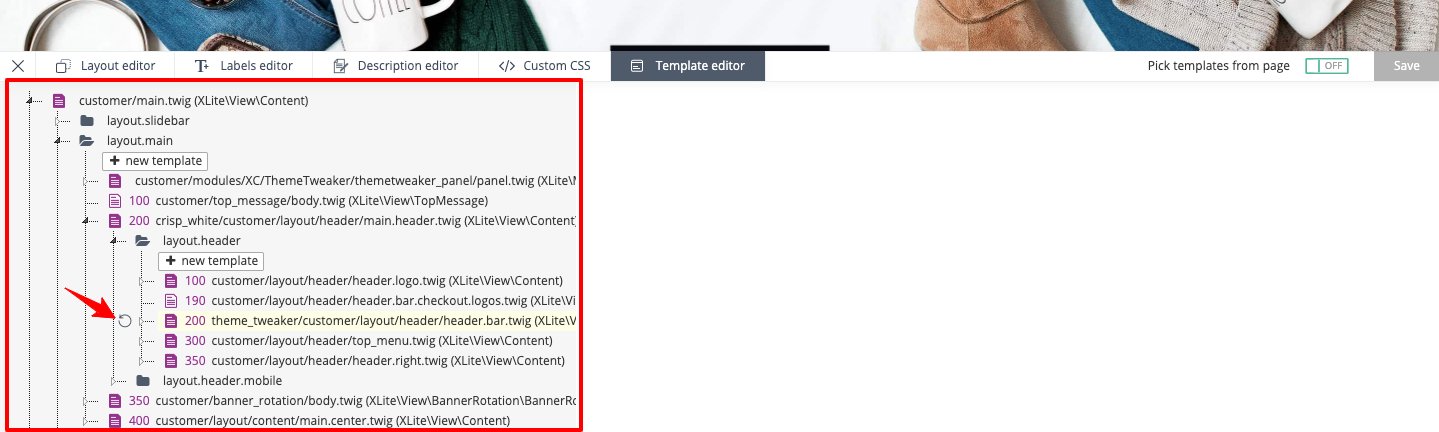 COFFEE
Layout editor Labels editor Description editor Custom CSS Template editor Pick templates from page OFF Save
customer/main.twig (XLite\View\Content)
layout.slidebar
layout.main
+ new template
customer/modules/XC/ThemeTweaker/themetweaker_panel/panel.twig (XLite\M
100 customer/top_message/body.twig (XLite\View\TopMessage)
200 crisp_white/customer/layout/header/main.header.twig (XLite\View\Content)
layout.header
+ new template
100 customer/layout/header/header.logo.twig (XLite\View\Content)
190 customer/layout/header/header.bar.checkout.logos.twig (XLite\Vi
200 theme_tweaker/customer/layout/header/header.bar.twig (XLite\V
300 customer/layout/header/top_menu.twig (XLite\View\Content)
350 customer/layout/header/header.right.twig (XLite\View\Content)
layout.header.mobile
350 customer/banner_rotation/body.twig (XLite\View\BannerRotation\BannerRo
400 customer/layout/content/main.center.twig (XLite\View\Content)